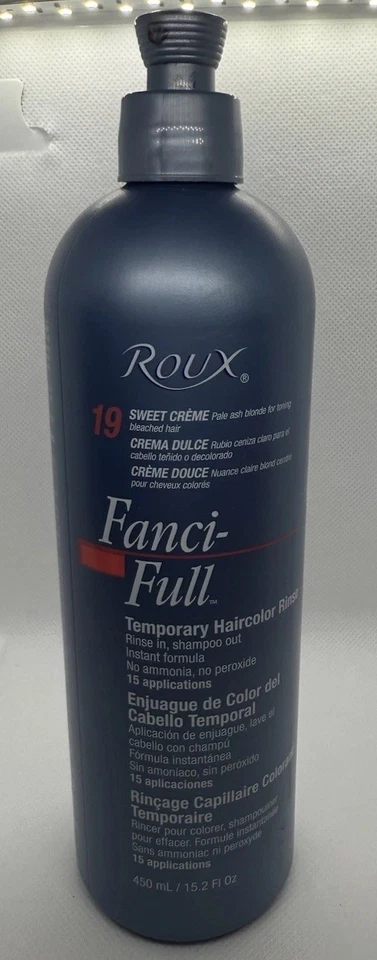 ROUX®
19 SWEET CRÈME Pale ash blonde for toning
bleached hair
CREMA DULCE Rubio ceniza claro para el
cabello teñido o decolorado
CRÈME DOUCE Nuance claire blond cendré
pour cheveux colorés
Fanci-
Full™
Temporary Haircolor Rinse
Rinse in, shampoo out
Instant formula
No ammonia, no peroxide
15 applications
Enjuague de Color del
Cabello Temporal
Aplicación de enjuague, lave el
cabello con champú
Fórmula instantánea
Sin amoníaco, sin peróxido
15 aplicaciones
Rinçage Capillaire Colorant
Temporaire
Rincer pour colorer, shampouiner
pour effacer. Formule instantanée
Sans ammoniac ni peroxyde
15 applications
450 mL / 15.2 Fl Oz